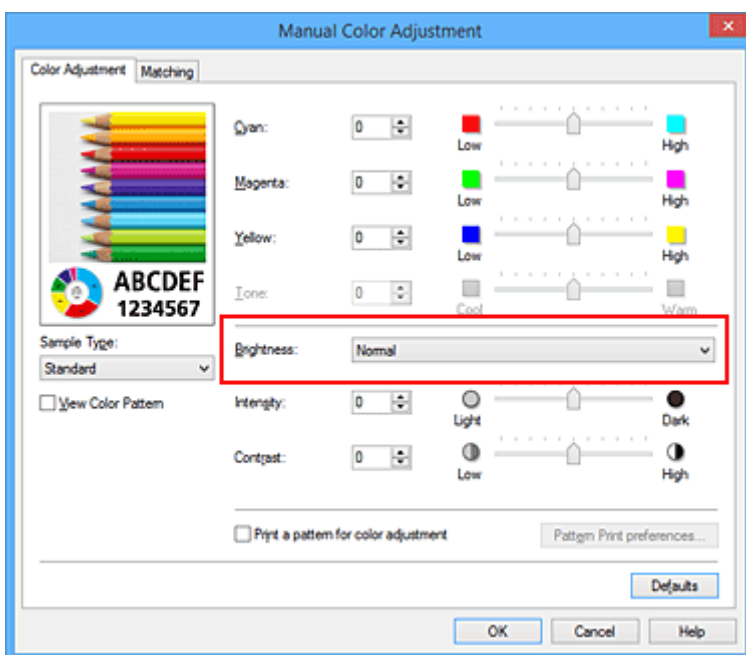 Manual Color Adjustment
Color Adjustment Matching
Cyan: 0 Low High
Magenta: 0 Low High
Yellow: 0 Low High
ABCDEF
1234567
Tone: 0 Cool Warm
Sample Type:
Standard
Brightness: Normal
View Color Pattern
Intensity: 0 Light Dark
Contrast: 0 Low High
Print a pattern for color adjustment Pattern Print preferences...
Defaults
OK Cancel Help